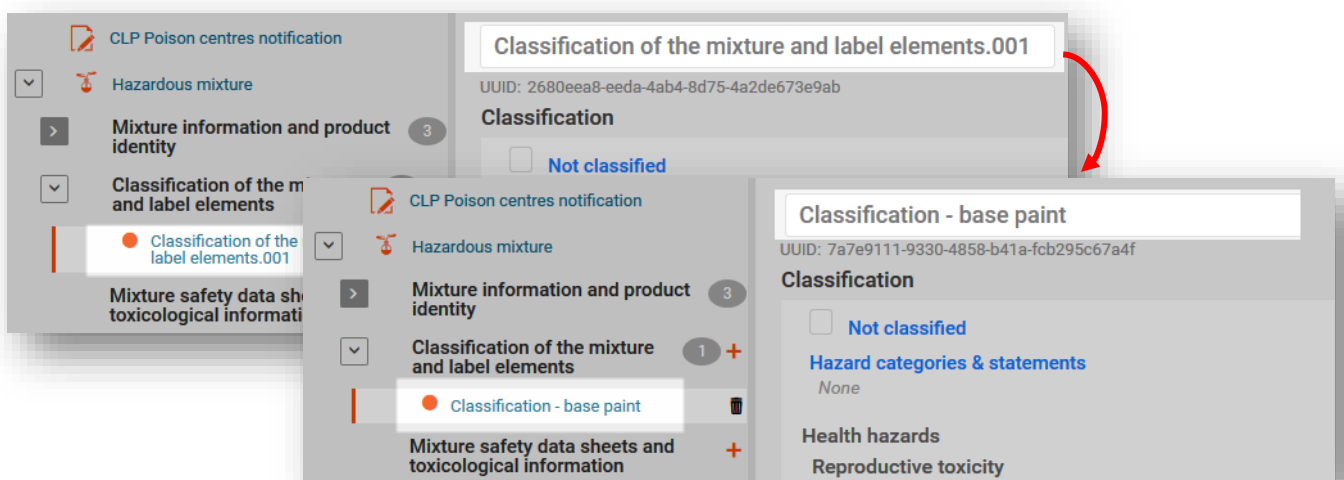 CLP Poison centres notification
Hazardous mixture
Mixture information and product
identity
3
Classification of the m
and label elements
Classification of the
label elements.001
Mixture safety data sh
toxicological informati
Classification of the mixture and label elements.001
UUID: 2680eea8-eeda-4ab4-8d75-4a2de673e9ab
Classification
Not classified
CLP Poison centres notification
Hazardous mixture
Mixture information and product
identity
3
Classification of the mixture
and label elements
1
+
Classification - base paint
Mixture safety data sheets and
toxicological information
+
Classification - base paint
UUID: 7a7e9111-9330-4858-b41a-fcb295c67a4f
Classification
Not classified
Hazard categories & statements
None
Health hazards
Reproductive toxicity